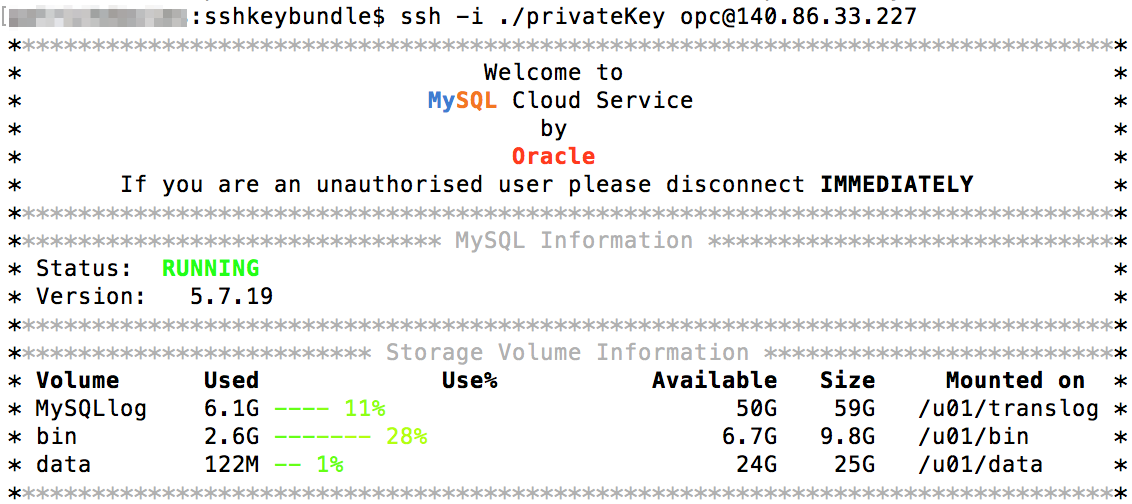 :sshkeybundle$ ssh -i ./privateKey opc@140.86.33.227
*******************************************************************************
* Welcome to *
* MySQL Cloud Service *
* by *
* Oracle *
* If you are an unauthorised user please disconnect IMMEDIATELY *
*******************************************************************************
******************************* MySQL Information ******************************
* Status: RUNNING *
* Version: 5.7.19 *
*******************************************************************************
************************** Storage Volume Information **************************
* Volume Used Use% Available Size Mounted on *
* MySQLlog 6.1G ---- 11% 50G 59G /u01/translog *
* bin 2.6G ------- 28% 6.7G 9.8G /u01/bin *
* data 122M -- 1% 24G 25G /u01/data *
*******************************************************************************